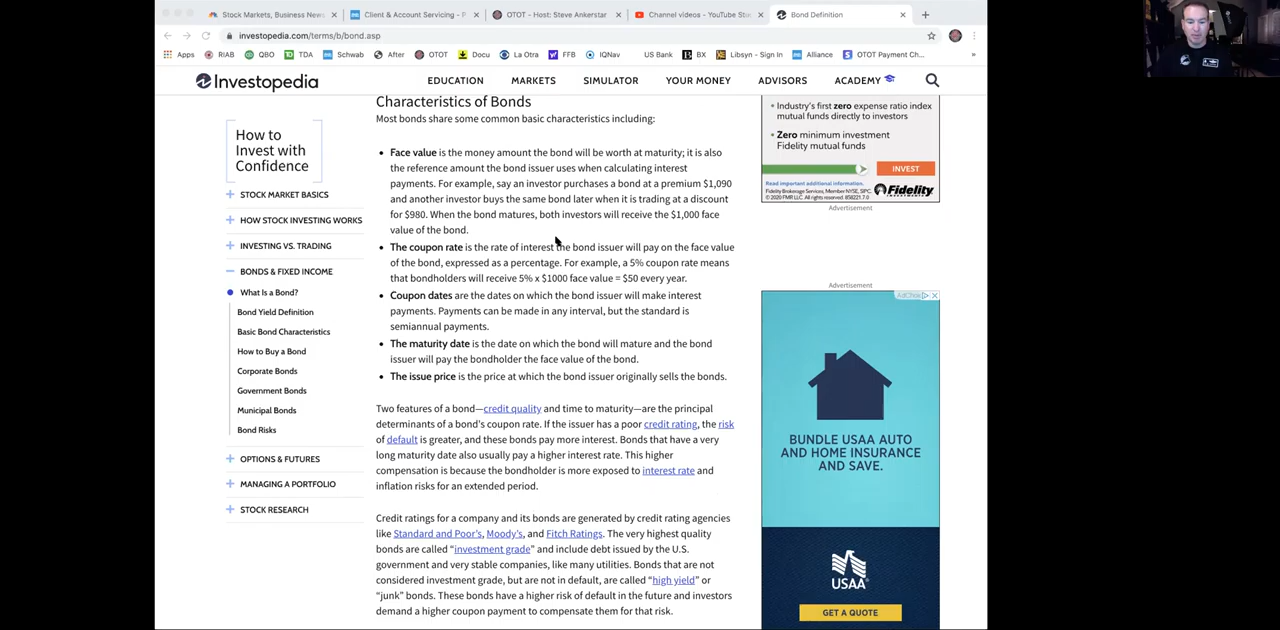 Stock Markets, Business News
Client & Account Servicing - P
OTOT - Host: Steve Ankerstar
Channel videos - YouTube
Bond Definition
investopedia.com/terms/b/bond.asp
Apps RIAB QBO TDA Schwab After OTOT Docu La Otra FFB IQNav US Bank BX Libsyn - Sign In Alliance OTOT Payment Ch... »
Investopedia
EDUCATION MARKETS SIMULATOR YOUR MONEY ADVISORS ACADEMY
How to
Invest with
Confidence
+ STOCK MARKET BASICS
+ HOW STOCK INVESTING WORKS
+ INVESTING VS. TRADING
− BONDS & FIXED INCOME
What Is a Bond?
Bond Yield Definition
Basic Bond Characteristics
How to Buy a Bond
Corporate Bonds
Government Bonds
Municipal Bonds
Bond Risks
+ OPTIONS & FUTURES
+ MANAGING A PORTFOLIO
+ STOCK RESEARCH
Characteristics of Bonds
Most bonds share some common basic characteristics including:
• Face value is the money amount the bond will be worth at maturity; it is also
the reference amount the bond issuer uses when calculating interest
payments. For example, say an investor purchases a bond at a premium $1,090
and another investor buys the same bond later when it is trading at a discount
for $980. When the bond matures, both investors will receive the $1,000 face
value of the bond.
• The coupon rate is the rate of interest the bond issuer will pay on the face value
of the bond, expressed as a percentage. For example, a 5% coupon rate means
that bondholders will receive 5% x $1000 face value = $50 every year.
• Coupon dates are the dates on which the bond issuer will make interest
payments. Payments can be made in any interval, but the standard is
semiannual payments.
• The maturity date is the date on which the bond will mature and the bond
issuer will pay the bondholder the face value of the bond.
• The issue price is the price at which the bond issuer originally sells the bonds.
Two features of a bond—credit quality and time to maturity—are the principal
determinants of a bond's coupon rate. If the issuer has a poor credit rating, the risk
of default is greater, and these bonds pay more interest. Bonds that have a very
long maturity date also usually pay a higher interest rate. This higher
compensation is because the bondholder is more exposed to interest rate and
inflation risks for an extended period.
Credit ratings for a company and its bonds are generated by credit rating agencies
like Standard and Poor's, Moody's, and Fitch Ratings. The very highest quality
bonds are called “investment grade” and include debt issued by the U.S.
government and very stable companies, like many utilities. Bonds that are not
considered investment grade, but are not in default, are called “high yield” or
“junk” bonds. These bonds have a higher risk of default in the future and investors
demand a higher coupon payment to compensate them for that risk.
• Industry's first zero expense ratio index
mutual funds directly to investors
• Zero minimum investment
Fidelity mutual funds
INVEST
Read important additional information.
Fidelity Brokerage Services, Member NYSE, SIPC.
© 2020 FMR LLC. All rights reserved. 858221.7.0
Fidelity
Advertisement
Advertisement
AdChoices
BUNDLE USAA AUTO
AND HOME INSURANCE
AND SAVE.
USAA
GET A QUOTE